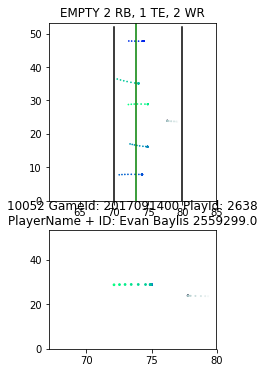 EMPTY 2 RB, 1 TE, 2 WR
50
40
30
20
10
0
65 70 75 80 85
10052 GameId: 2017091400 PlayId: 2638
PlayerName + ID: Evan Baylis 2559299.0
40
20
0
70 75 80